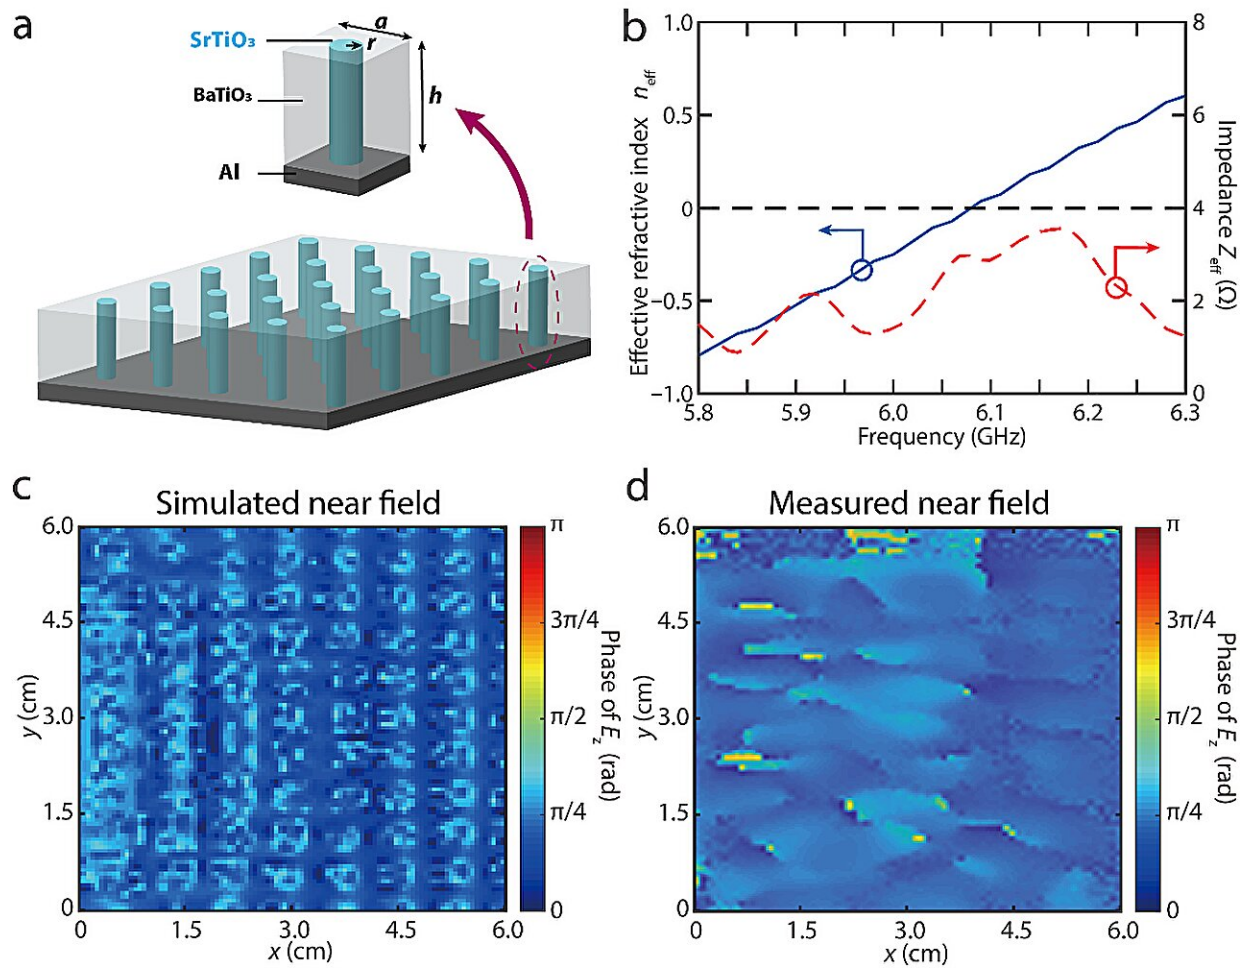 a
a
SrTiO₃
r
BaTiO₃
h
Al
b
1.0
0.5
0
−0.5
−1.0
Effective refractive index n_eff
8
6
4
2
0
Impedance Z_eff (Ω)
5.8 5.9 6.0 6.1 6.2 6.3
Frequency (GHz)
c
Simulated near field
6.0
4.5
3.0
1.5
0
y (cm)
0 1.5 3.0 4.5 6.0
x (cm)
π
3π/4
π/2
π/4
0
Phase of E_z (rad)
d
Measured near field
6.0
4.5
3.0
1.5
0
y (cm)
0 1.5 3.0 4.5 6.0
x (cm)
π
3π/4
π/2
π/4
0
Phase of E_z (rad)